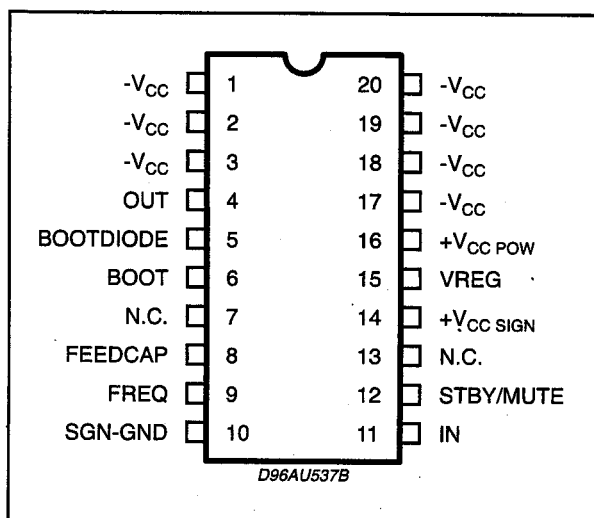 -VCC 1 20 -VCC
-VCC 2 19 -VCC
-VCC 3 18 -VCC
OUT 4 17 -VCC
BOOTDIODE 5 16 +VCC POW
BOOT 6 15 VREG
N.C. 7 14 +VCC SIGN
FEEDCAP 8 13 N.C.
FREQ 9 12 STBY/MUTE
SGN-GND 10 11 IN
D96AU537B